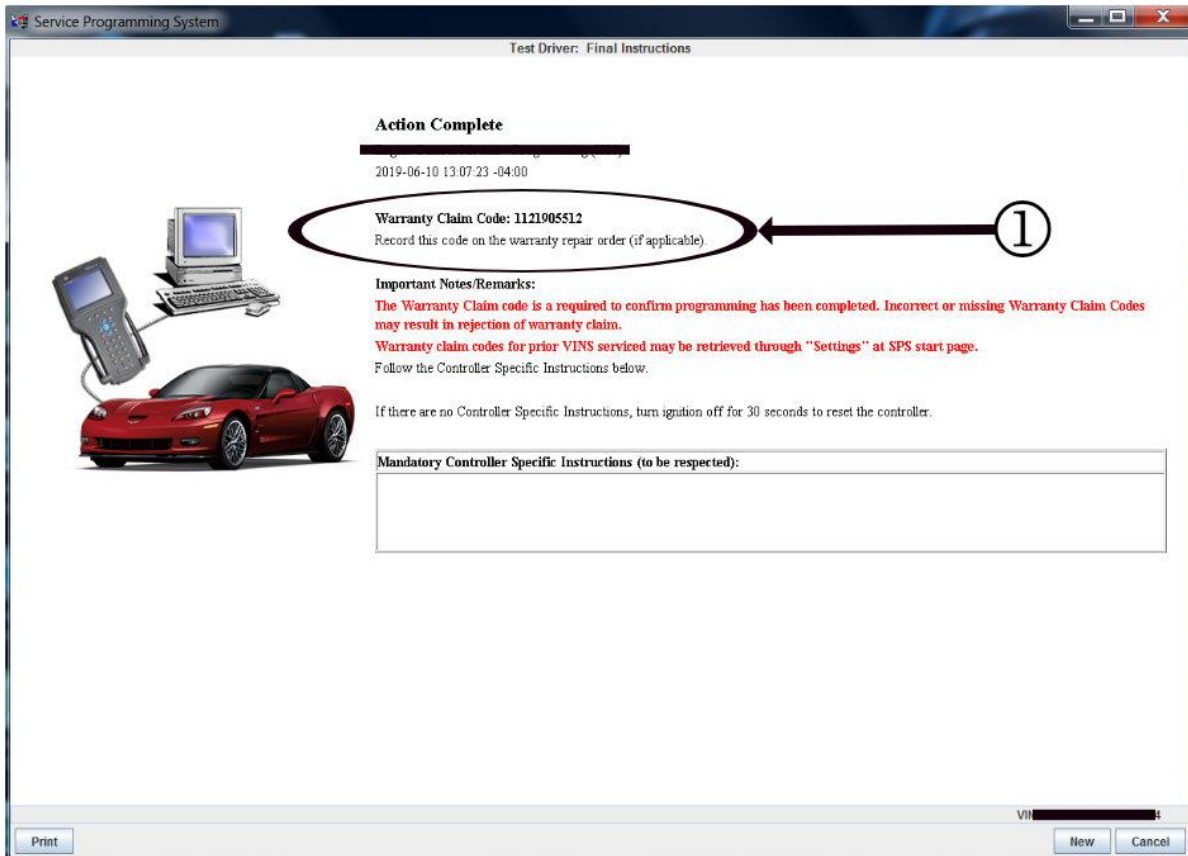 Service Programming System
Test Driver: Final Instructions
Action Complete
2019-06-10 13:07:23 -04:00
Warranty Claim Code: 1121905512
Record this code on the warranty repair order (if applicable).
1
Important Notes/Remarks:
The Warranty Claim code is a required to confirm programming has been completed. Incorrect or missing Warranty Claim Codes
may result in rejection of warranty claim.
Warranty claim codes for prior VINS serviced may be retrieved through "Settings" at SPS start page.
Follow the Controller Specific Instructions below.
If there are no Controller Specific Instructions, turn ignition off for 30 seconds to reset the controller.
Mandatory Controller Specific Instructions (to be respected):
4
Print
New
Cancel